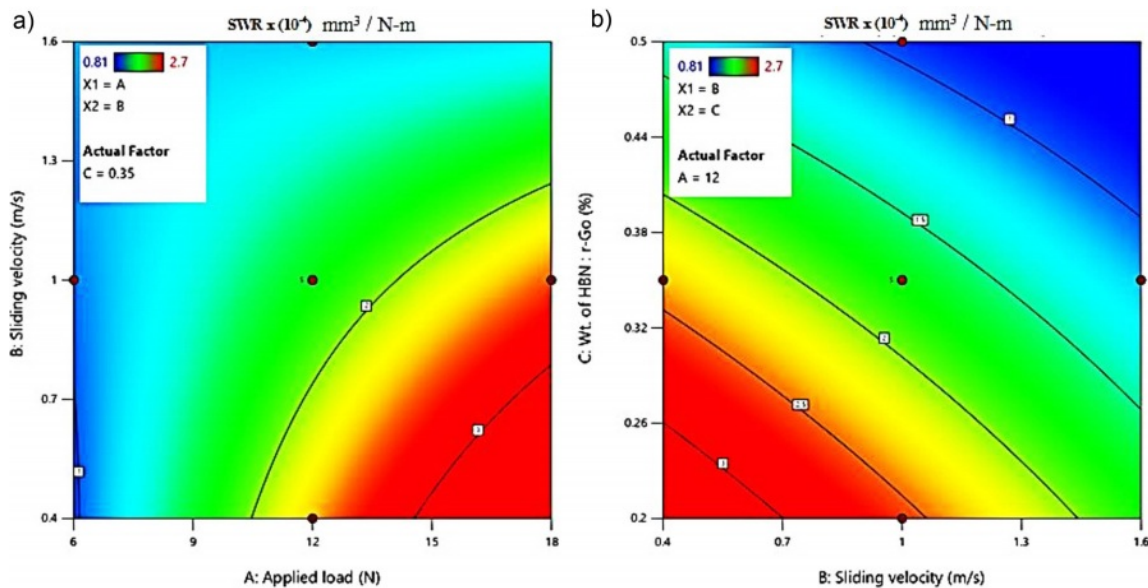 a)
SWR x (10⁻⁴) mm³ / N-m
0.81 2.7
X1 = A
X2 = B
Actual Factor
C = 0.35
B: Sliding velocity (m/s)
1.6
1.3
1
0.7
0.4
5
2
3
1
6 9 12 15 18
A: Applied load (N)
b)
SWR x (10⁻⁴) mm³ / N-m
0.81 2.7
X1 = B
X2 = C
Actual Factor
A = 12
C: Wt. of HBN : r-Go (%)
0.5
0.44
0.38
0.32
0.26
0.2
1
1.5
5
2
2.5
3
0.4 0.7 1 1.3 1.6
B: Sliding velocity (m/s)